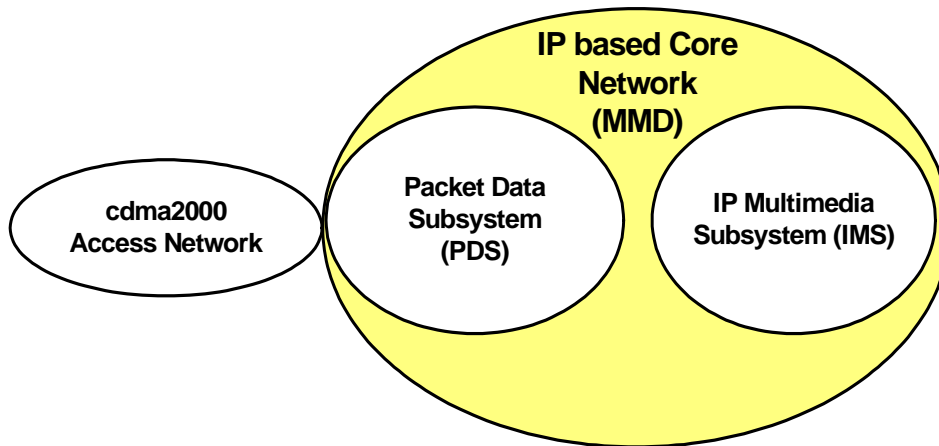 IP based Core
Network
(MMD)
cdma2000
Access Network
Packet Data
Subsystem
(PDS)
IP Multimedia
Subsystem (IMS)